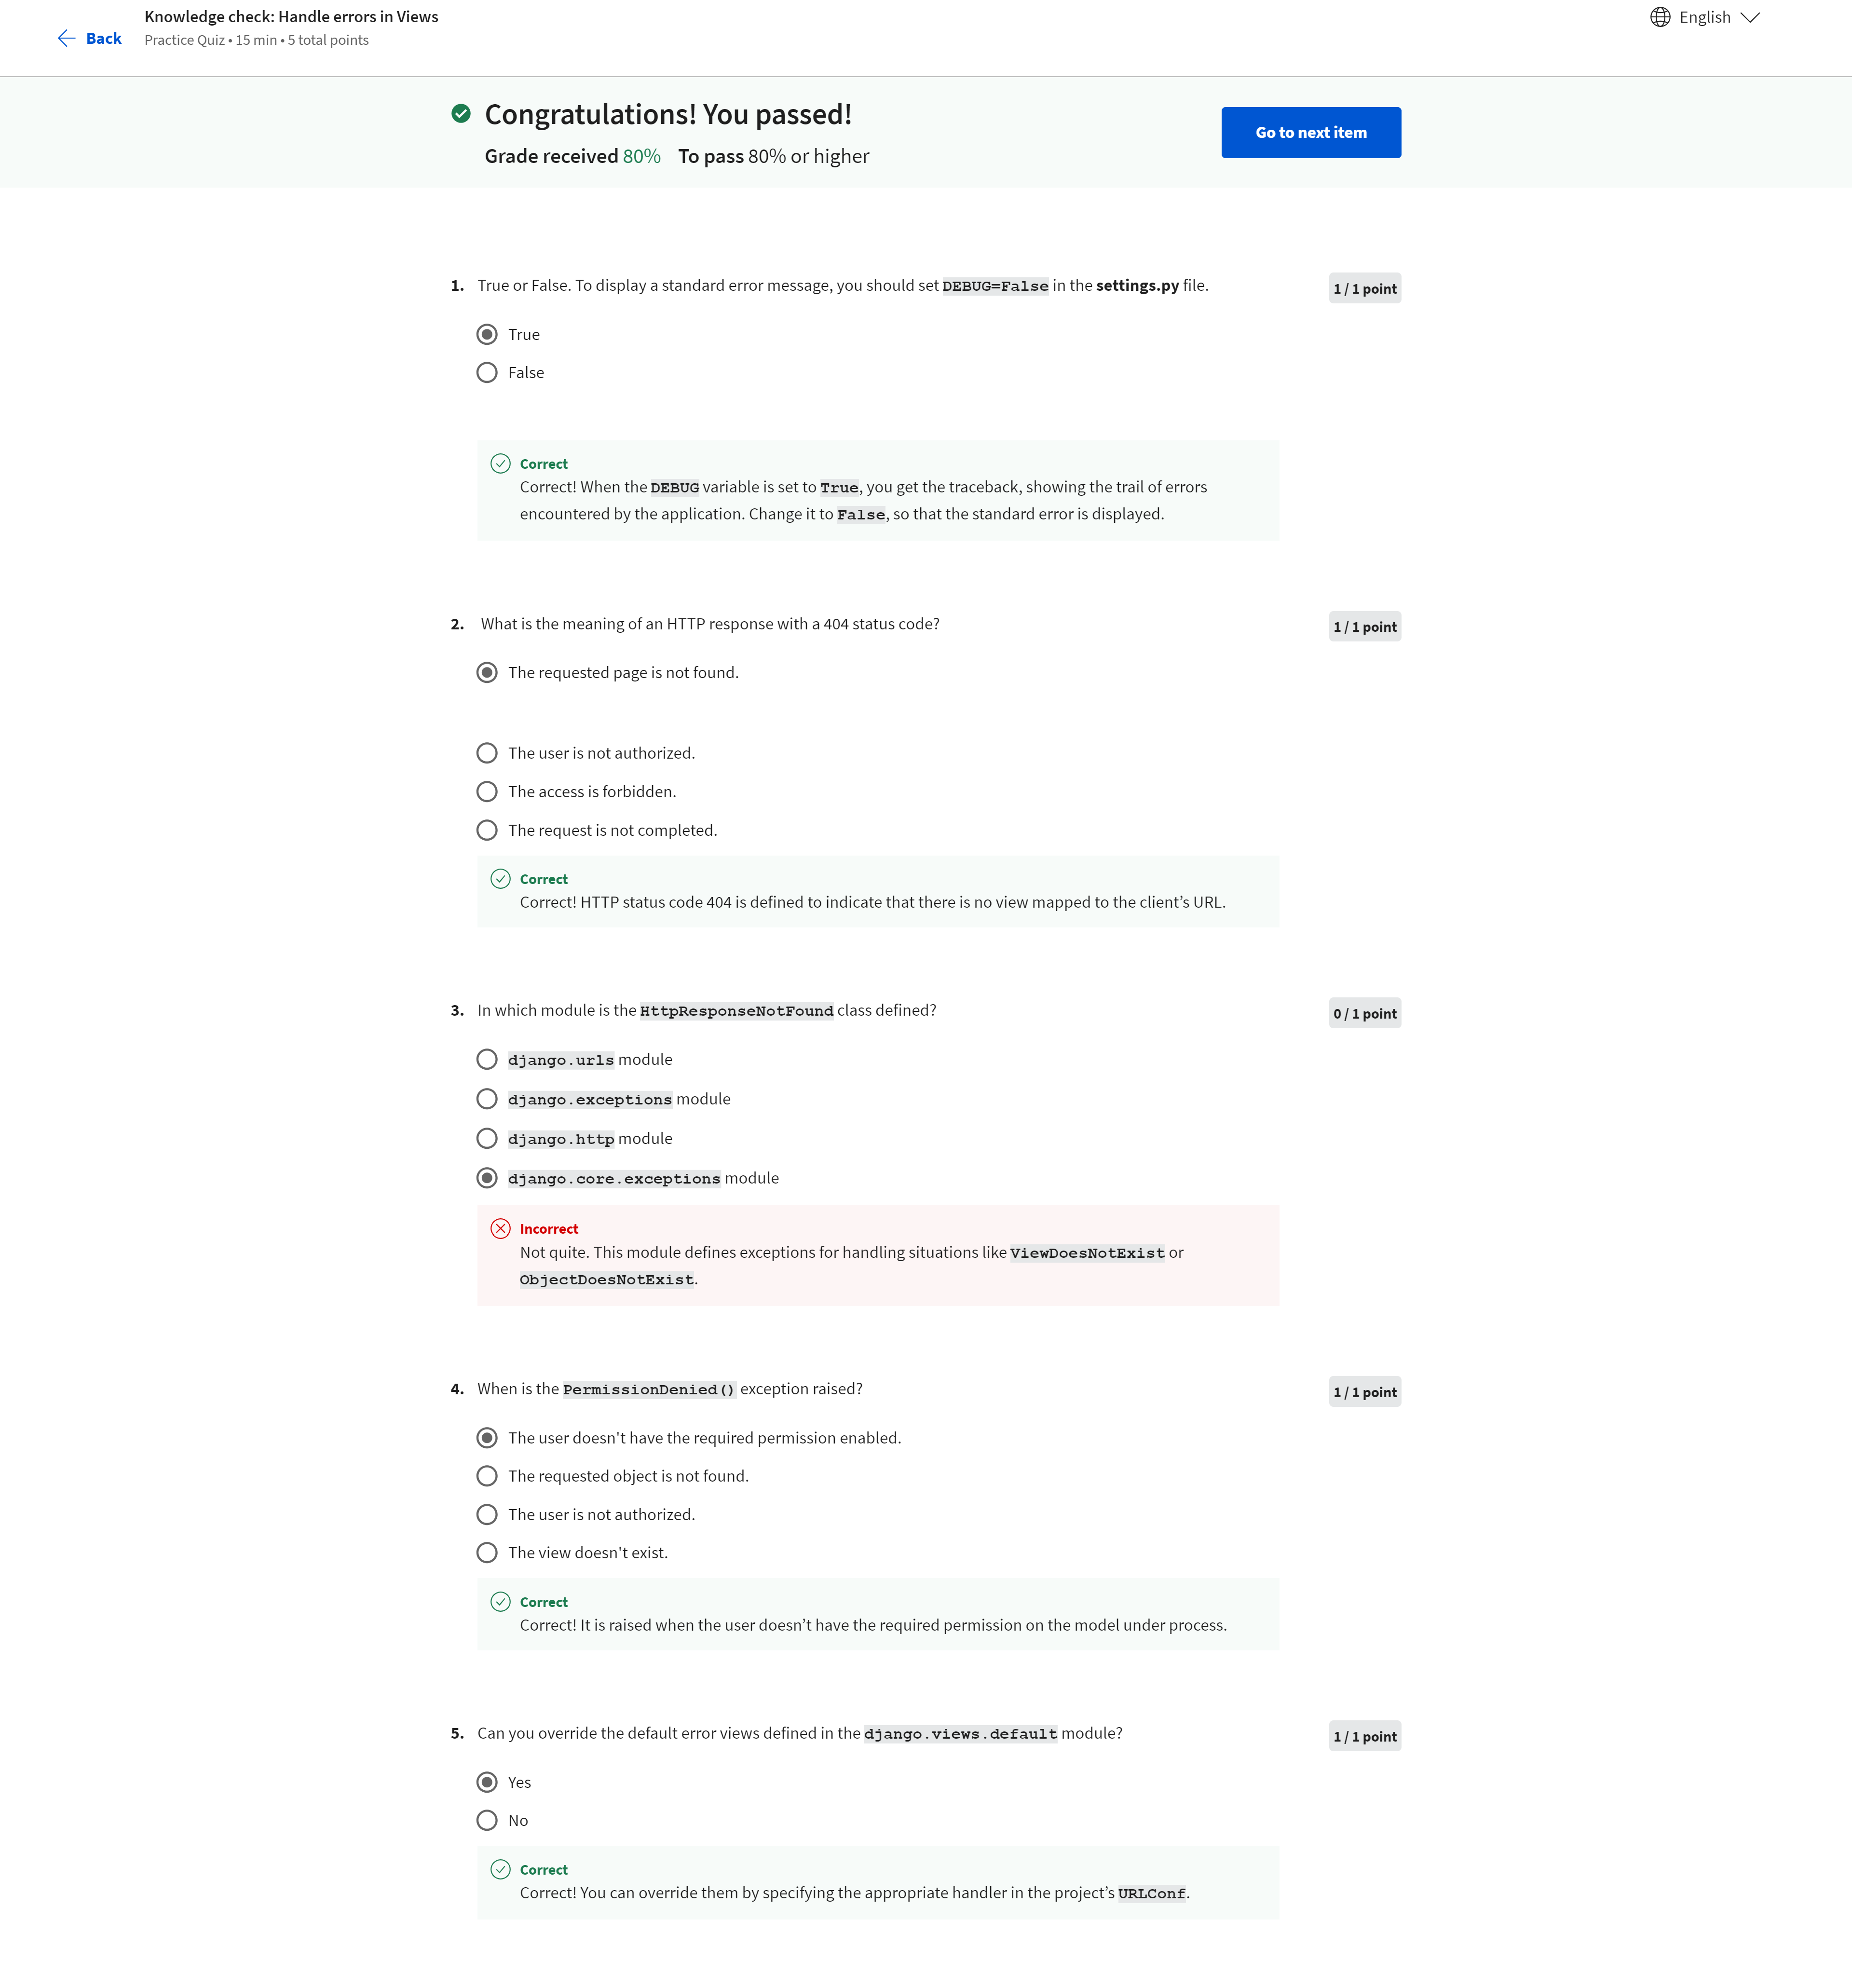 Knowledge check: Handle errors in Views
Back
Practice Quiz • 15 min • 5 total points
English
Congratulations! You passed!
Grade received 80% To pass 80% or higher
Go to next item
1. True or False. To display a standard error message, you should set DEBUG=False in the settings.py file.
1 / 1 point
True
False
Correct
Correct! When the DEBUG variable is set to True, you get the traceback, showing the trail of errors
encountered by the application. Change it to False, so that the standard error is displayed.
2. What is the meaning of an HTTP response with a 404 status code?
1 / 1 point
The requested page is not found.
The user is not authorized.
The access is forbidden.
The request is not completed.
Correct
Correct! HTTP status code 404 is defined to indicate that there is no view mapped to the client’s URL.
3. In which module is the HttpResponseNotFound class defined?
0 / 1 point
django.urls module
django.exceptions module
django.http module
django.core.exceptions module
Incorrect
Not quite. This module defines exceptions for handling situations like ViewDoesNotExist or
ObjectDoesNotExist.
4. When is the PermissionDenied() exception raised?
1 / 1 point
The user doesn't have the required permission enabled.
The requested object is not found.
The user is not authorized.
The view doesn't exist.
Correct
Correct! It is raised when the user doesn’t have the required permission on the model under process.
5. Can you override the default error views defined in the django.views.default module?
1 / 1 point
Yes
No
Correct
Correct! You can override them by specifying the appropriate handler in the project’s URLConf.